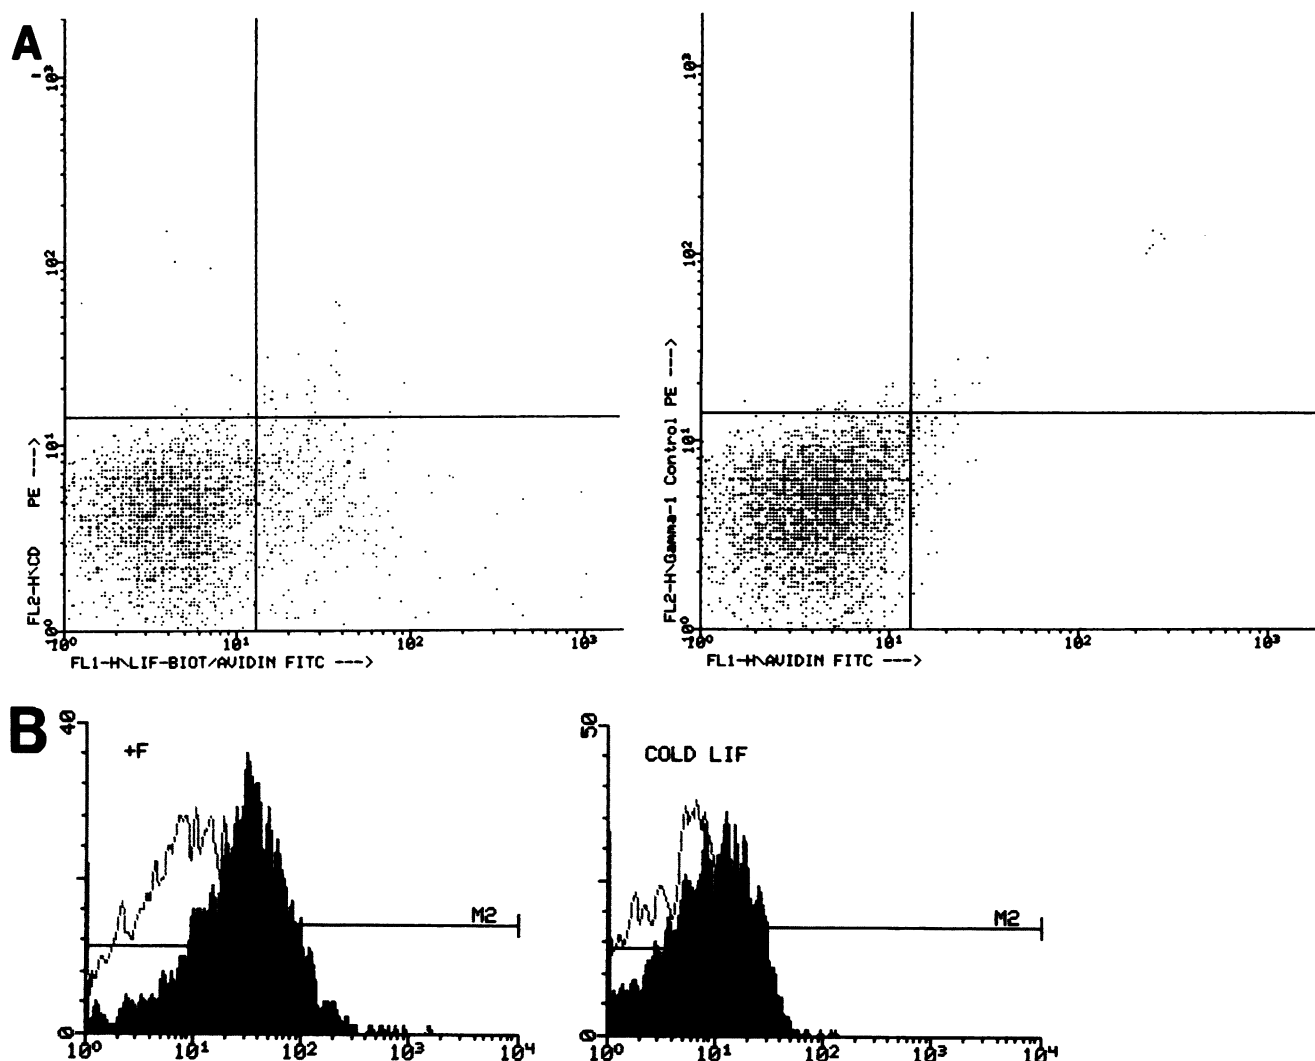 A
10³
10²
10¹
10⁰
FL2-H\CD PE --->
10⁰ 10¹ 10² 10³
FL1-H\LIF-BIOT/AVIDIN FITC --->
10³
10²
10¹
10⁰
FL2-H\Gamma-1 Control PE --->
10⁰ 10¹ 10² 10³
FL1-H\AVIDIN FITC --->
B
40
+F
M2
0
10⁰ 10¹ 10² 10³ 10⁴
50
COLD LIF
M2
0
10⁰ 10¹ 10² 10³ 10⁴